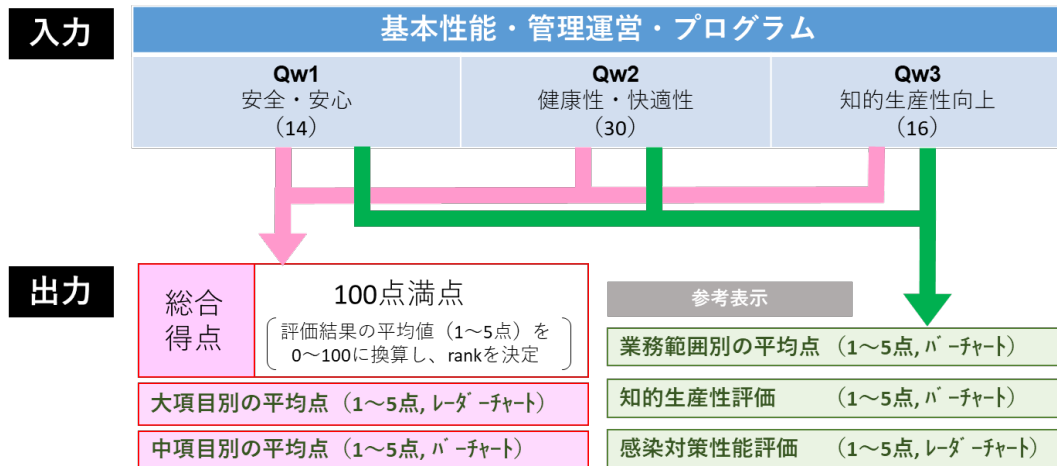 入力
基本性能・管理運営・プログラム
Qw1
安全・安心
（14）
Qw2
健康性・快適性
（30）
Qw3
知的生産性向上
（16）
出力
総合
得点
100点満点
評価結果の平均値（1～5点）を
0～100に換算し、rankを決定
大項目別の平均点（1～5点, ﾚｰﾀﾞｰﾁｬｰﾄ）
中項目別の平均点（1～5点, ﾊﾞｰﾁｬｰﾄ）
参考表示
業務範囲別の平均点（1～5点, ﾊﾞｰﾁｬｰﾄ）
知的生産性評価　　（1～5点, ﾊﾞｰﾁｬｰﾄ）
感染対策性能評価　（1～5点, ﾚｰﾀﾞｰﾁｬｰﾄ）